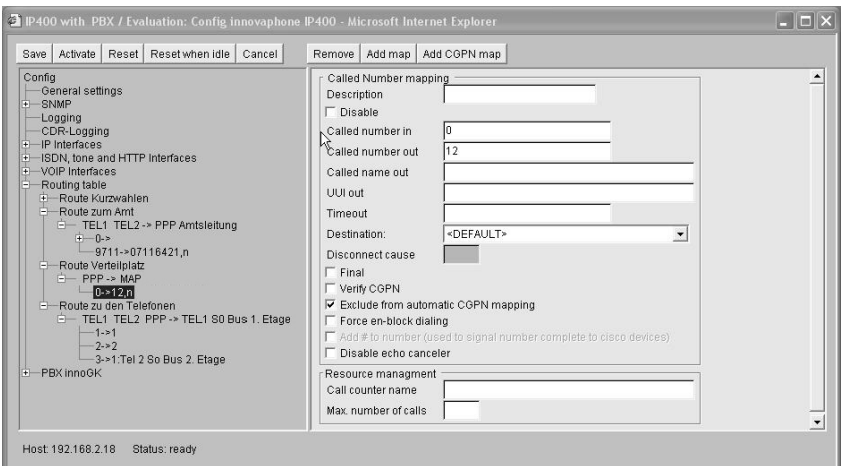 IP400 with PBX / Evaluation: Config innovaphone IP400 - Microsoft Internet Explorer
Save Activate Reset Reset when idle Cancel Remove Add map Add CGPN map
Config
General settings
SNMP
Logging
CDR-Logging
IP Interfaces
ISDN, tone and HTTP Interfaces
VOIP Interfaces
Routing table
Route Kurzwahlen
Route zum Amt
TEL1 TEL2 -> PPP Amtsleitung
0->
9711->07116421,n
Route Verteilplatz
PPP -> MAP
0->12,n
Route zu den Telefonen
TEL1 TEL2 PPP -> TEL1 S0 Bus 1. Etage
1->1
2->2
3->1:Tel 2 So Bus 2. Etage
PBX innoGK
Called Number mapping
Description
Disable
Called number in 0
Called number out 12
Called name out
UUI out
Timeout
Destination: <DEFAULT>
Disconnect cause
Final
Verify CGPN
Exclude from automatic CGPN mapping
Force en-block dialing
Add # to number (used to signal number complete to cisco devices)
Disable echo canceler
Resource managment
Call counter name
Max. number of calls
Host: 192.168.2.18 Status: ready